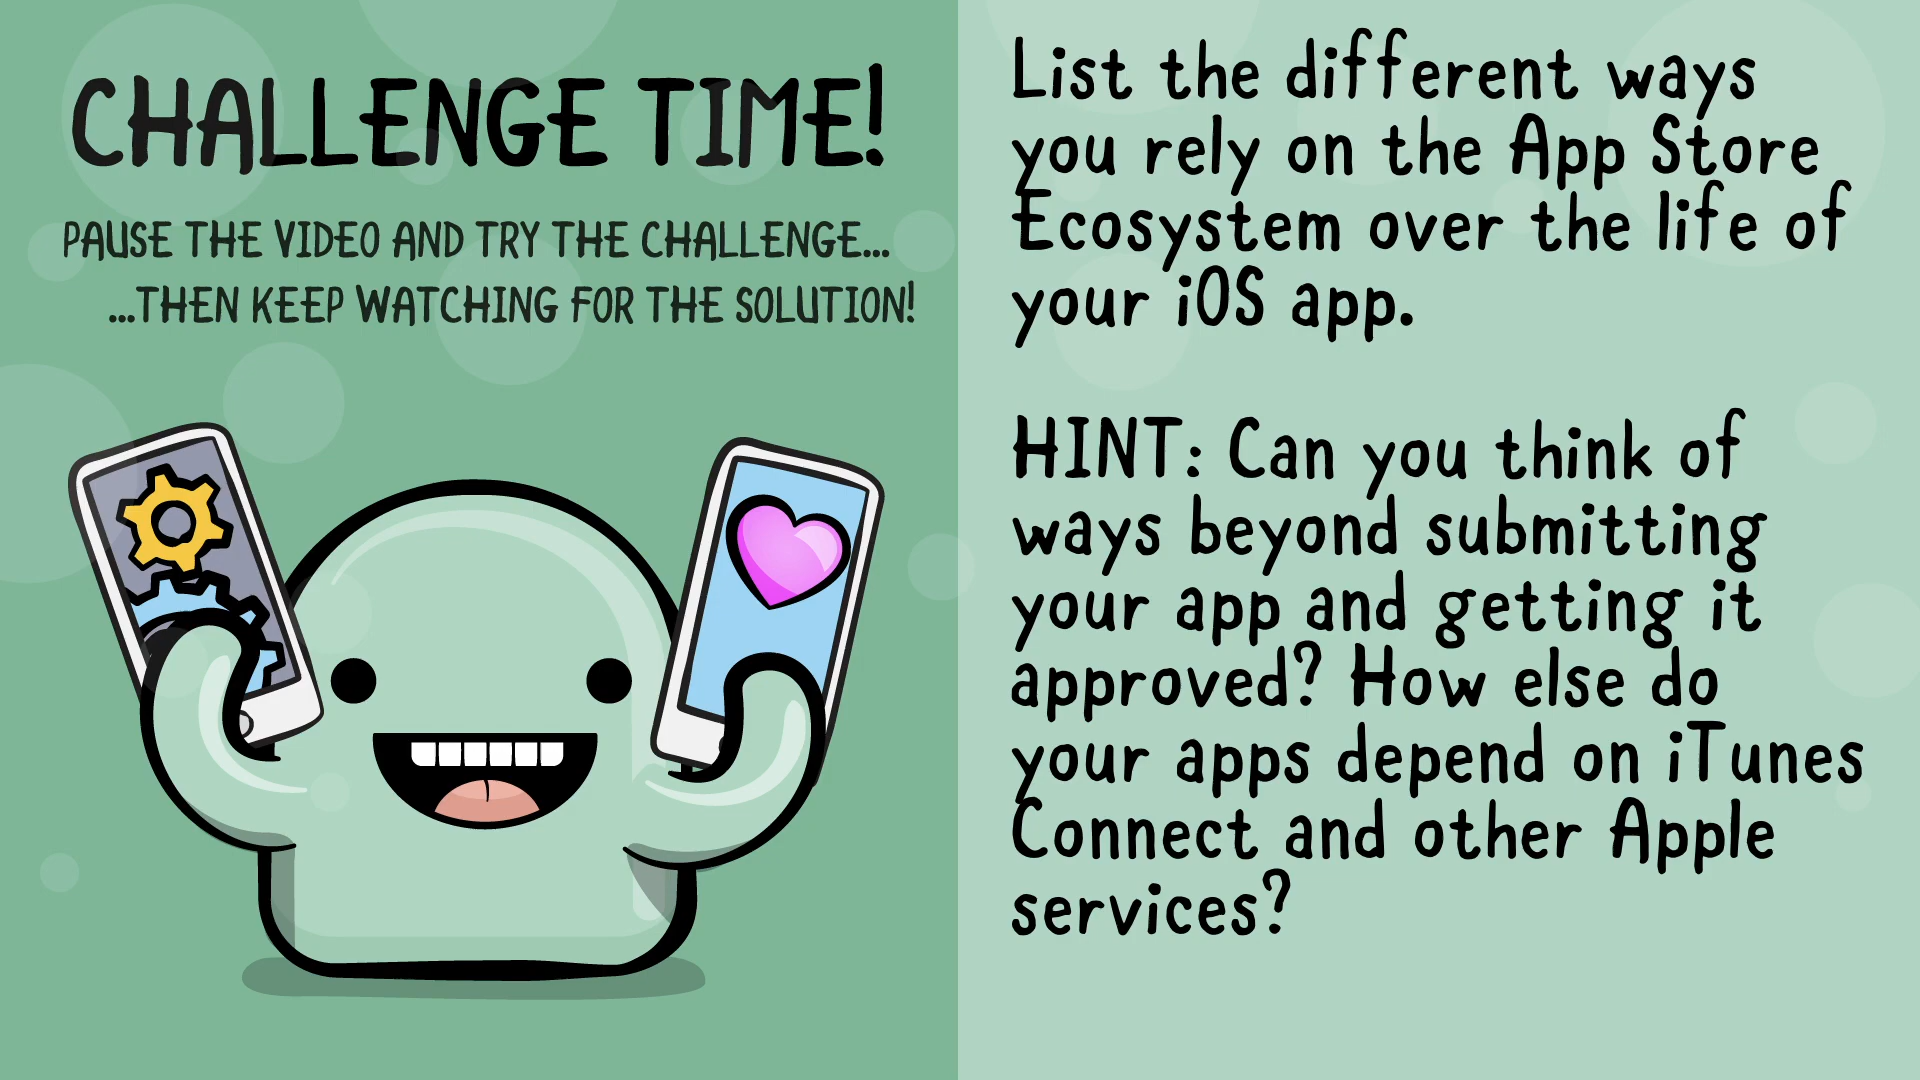 CHALLENGE TIME!
PAUSE THE VIDEO AND TRY THE CHALLENGE...
...THEN KEEP WATCHING FOR THE SOLUTION!
List the different ways
you rely on the App Store
Ecosystem over the life of
your iOS app.
HINT: Can you think of
ways beyond submitting
your app and getting it
approved? How else do
your apps depend on iTunes
Connect and other Apple
services?